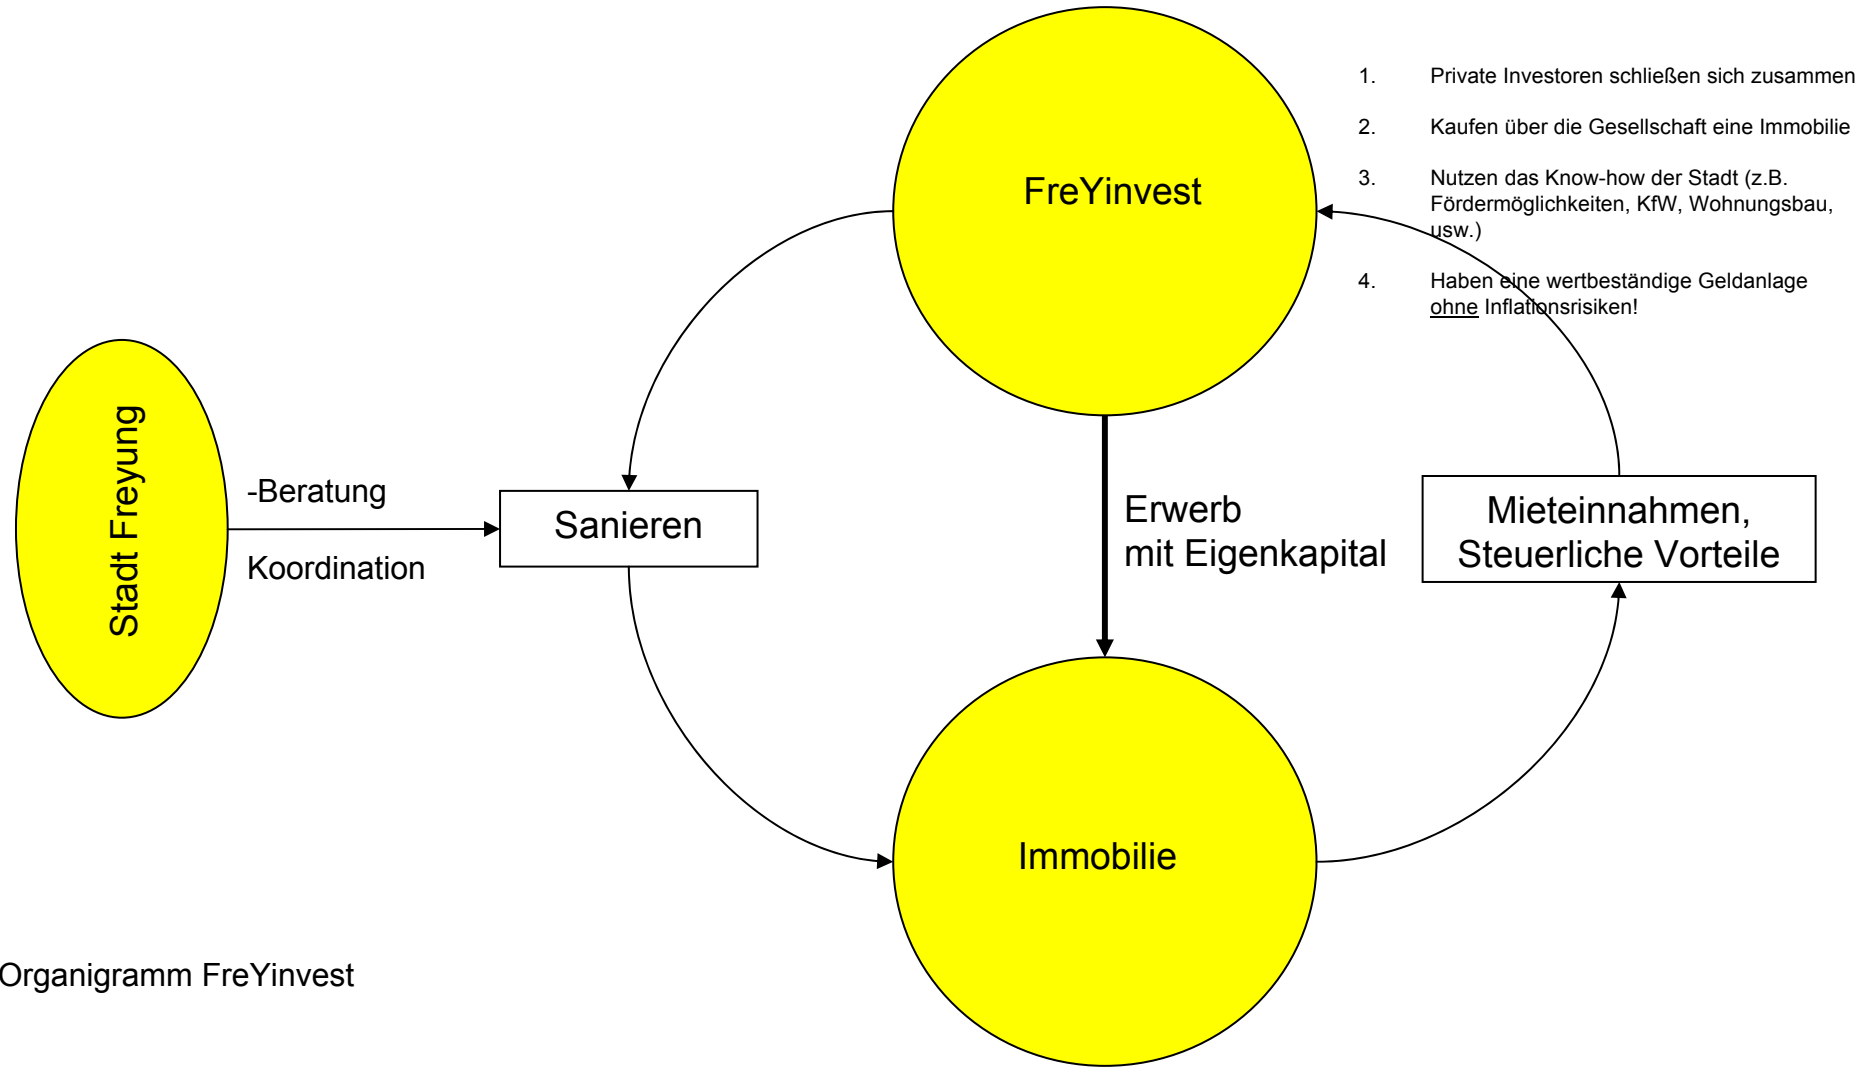 FreYinvest
1. Private Investoren schließen sich zusammen
2. Kaufen über die Gesellschaft eine Immobilie
3. Nutzen das Know-how der Stadt (z.B.
Fördermöglichkeiten, KfW, Wohnungsbau,
usw.)
4. Haben eine wertbeständige Geldanlage
ohne Inflationsrisiken!
Stadt Freyung
-Beratung
Koordination
Sanieren
Erwerb
mit Eigenkapital
Mieteinnahmen,
Steuerliche Vorteile
Immobilie
Organigramm FreYinvest